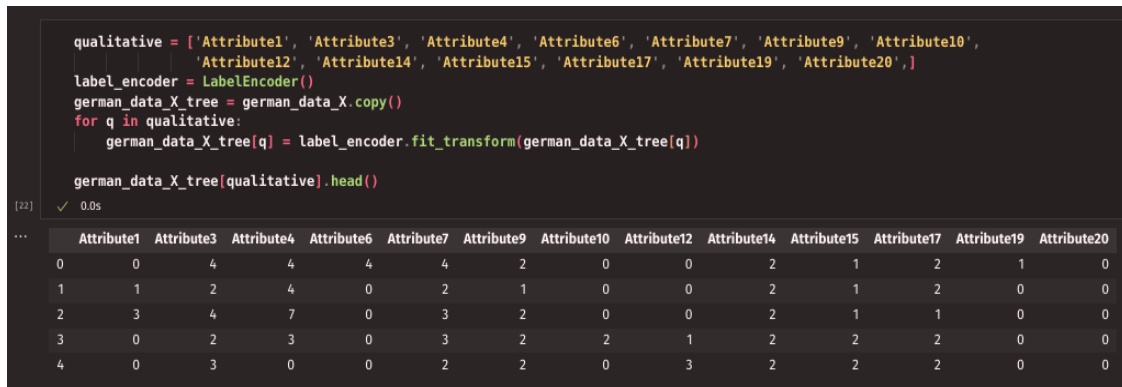 qualitative = ['Attribute1', 'Attribute3', 'Attribute4', 'Attribute6', 'Attribute7', 'Attribute9', 'Attribute10',
'Attribute12', 'Attribute14', 'Attribute15', 'Attribute17', 'Attribute19', 'Attribute20',]
label_encoder = LabelEncoder()
german_data_X_tree = german_data_X.copy()
for q in qualitative:
    german_data_X_tree[q] = label_encoder.fit_transform(german_data_X_tree[q])
german_data_X_tree[qualitative].head()
[22] ✓ 0.0s
...
Attribute1 Attribute3 Attribute4 Attribute6 Attribute7 Attribute9 Attribute10 Attribute12 Attribute14 Attribute15 Attribute17 Attribute19 Attribute20
0 0 4 4 4 4 2 0 0 2 1 2 1 0
1 1 2 4 0 2 1 0 0 2 1 2 0 0
2 3 4 7 0 3 2 0 0 2 1 1 0 0
3 0 2 3 0 3 2 2 1 2 2 2 0 0
4 0 3 0 0 2 2 0 3 2 2 2 0 0